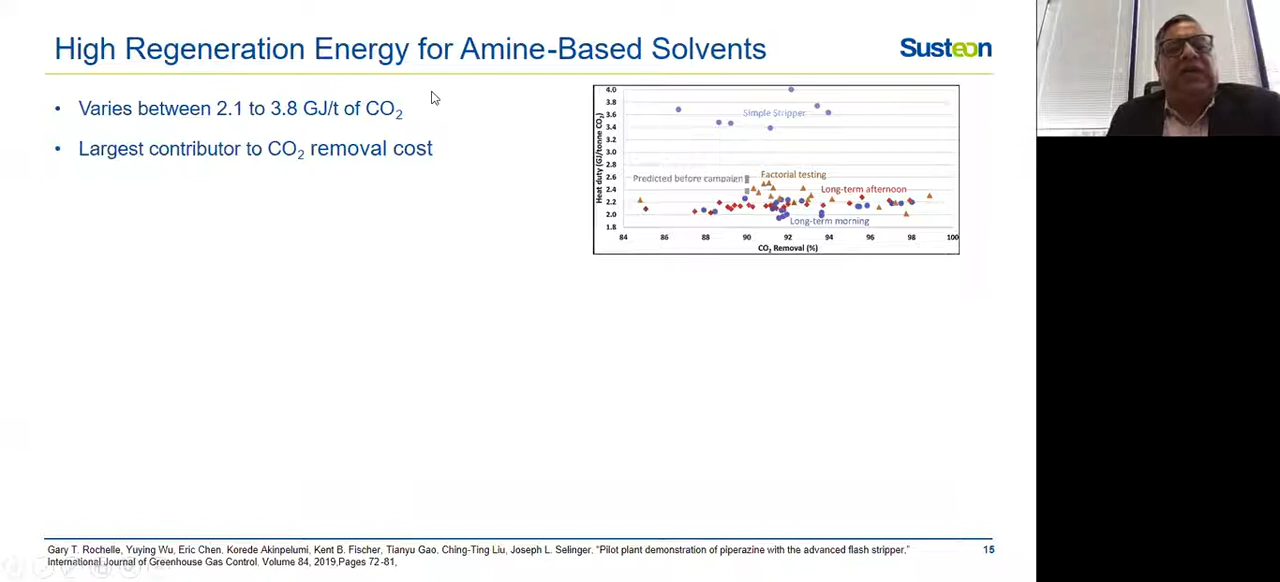 High Regeneration Energy for Amine-Based Solvents
Susteon
• Varies between 2.1 to 3.8 GJ/t of CO2
• Largest contributor to CO2 removal cost
Heat duty (GJ/tonne CO2)
4.0
3.8
3.6
3.4
3.2
3.0
2.8
2.6
2.4
2.2
2.0
1.8
Simple Stripper
Predicted before campaign
Factorial testing
Long-term afternoon
Long-term morning
84 86 88 90 92 94 96 98 100
CO2 Removal (%)
Gary T. Rochelle, Yuying Wu, Eric Chen, Korede Akinpelumi, Kent B. Fischer, Tianyu Gao, Ching-Ting Liu, Joseph L. Selinger. "Pilot plant demonstration of piperazine with the advanced flash stripper,"
International Journal of Greenhouse Gas Control, Volume 84, 2019,Pages 72-81,
15